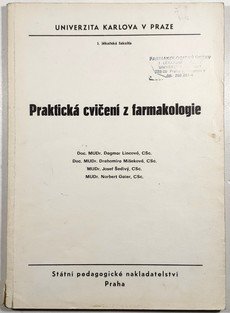 UNIVERZITA KARLOVA V PRAZE
1. lékařská fakulta
Praktická cvičení z farmakologie
Doc. MUDr. Dagmar Lincová, CSc.
Doc. MUDr. Drahomíra Mišeková, CSc.
MUDr. Josef Šedivý, CSc.
MUDr. Norbert Gaier, CSc.
Státní pedagogické nakladatelství
Praha